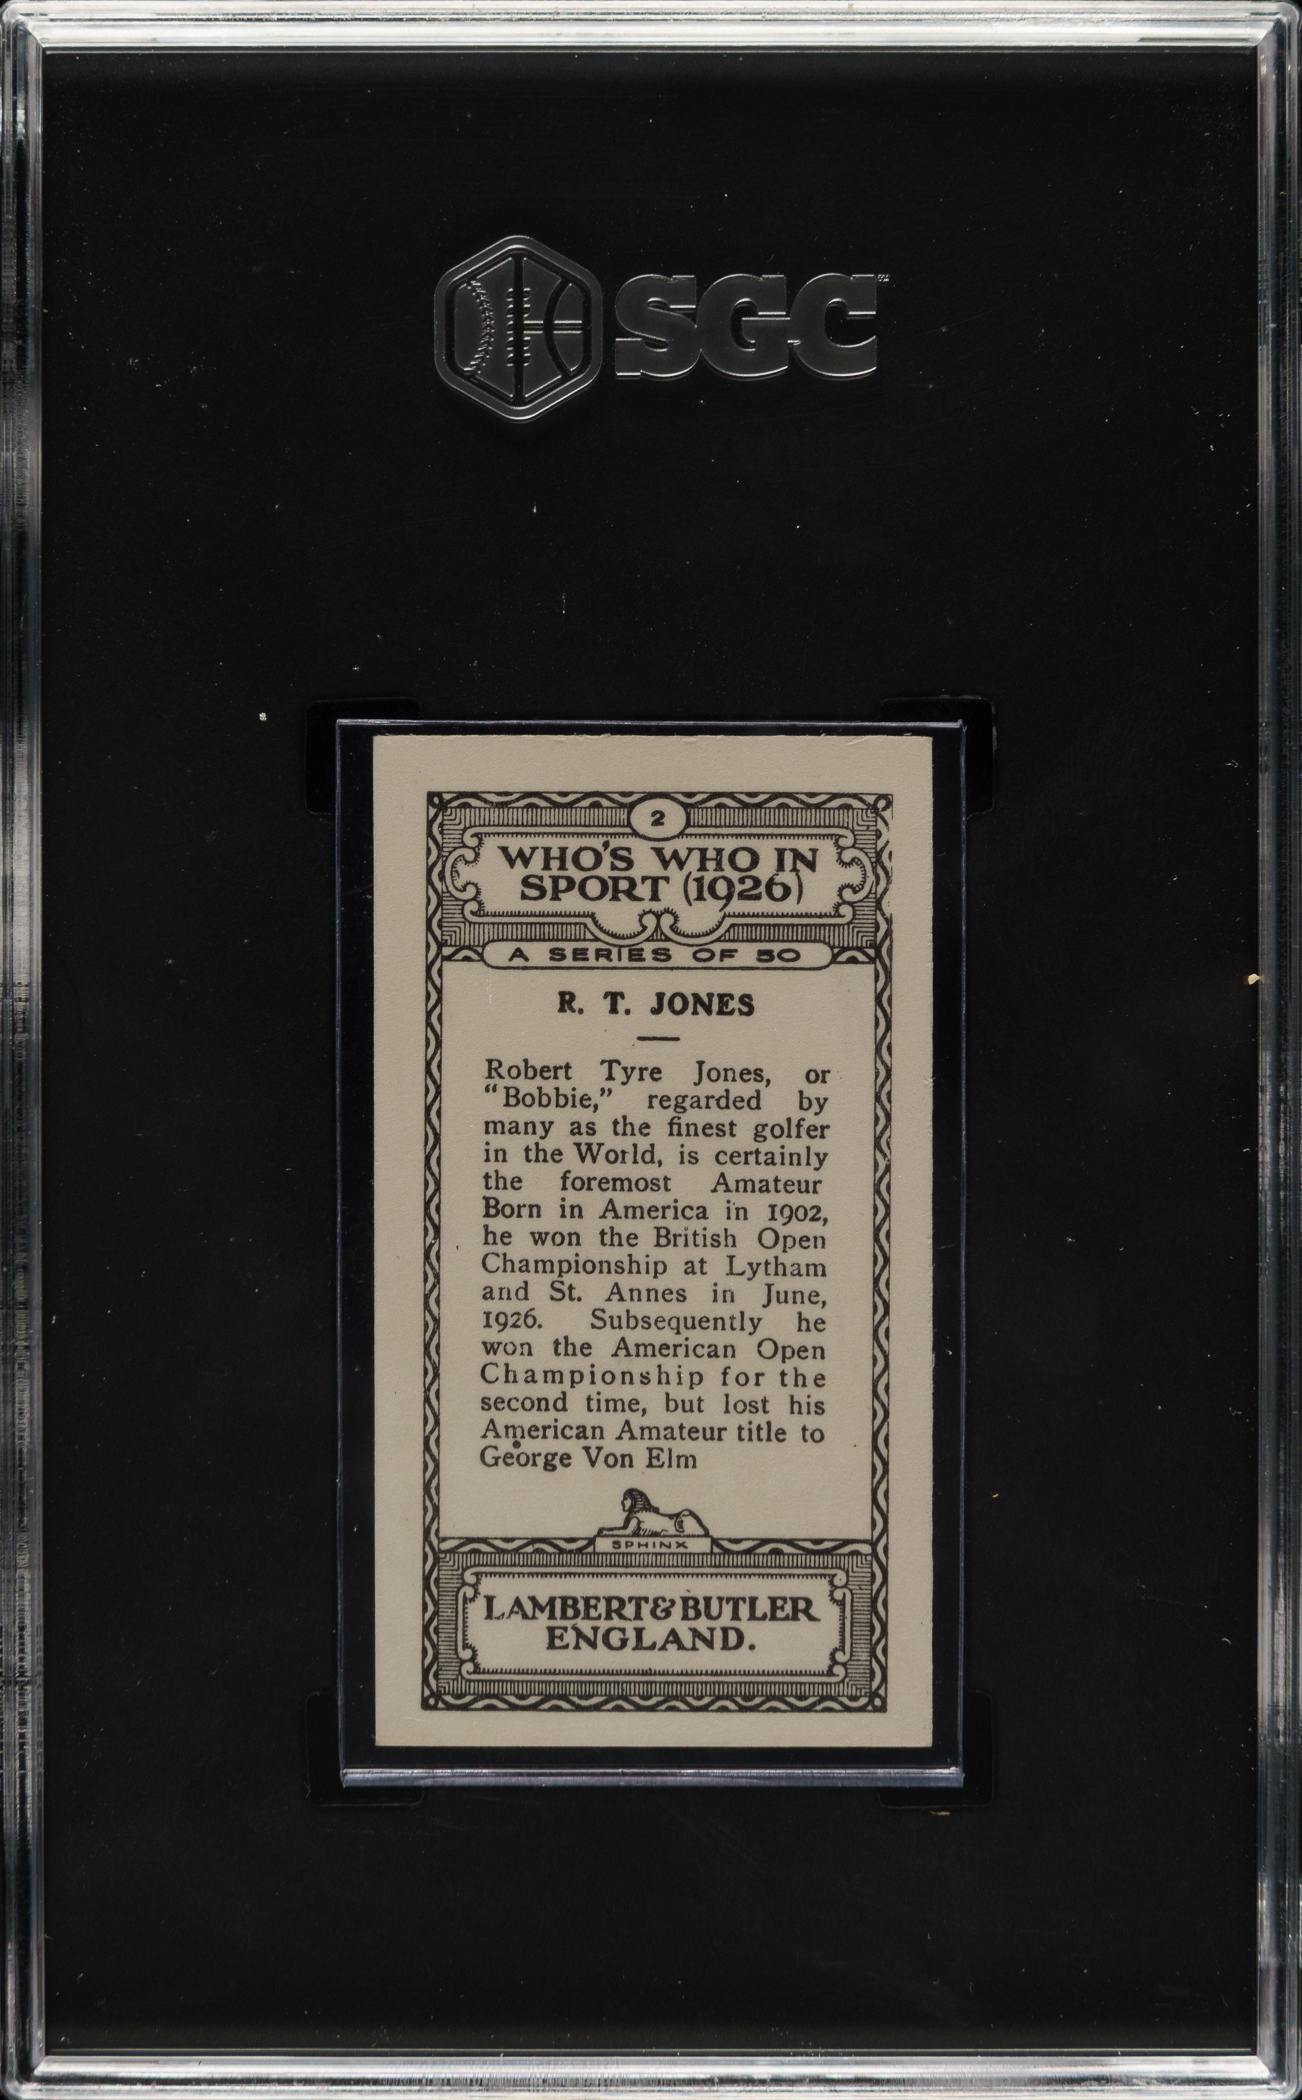 SGC
2
WHO'S WHO IN
SPORT (1926)
A SERIES OF 50
R. T. JONES
Robert Tyre Jones, or
"Bobbie," regarded by
many as the finest golfer
in the World, is certainly
the foremost Amateur
Born in America in 1902,
he won the British Open
Championship at Lytham
and St. Annes in June,
1926. Subsequently he
won the American Open
Championship for the
second time, but lost his
American Amateur title to
George Von Elm
SPHINX
LAMBERT & BUTLER
ENGLAND.